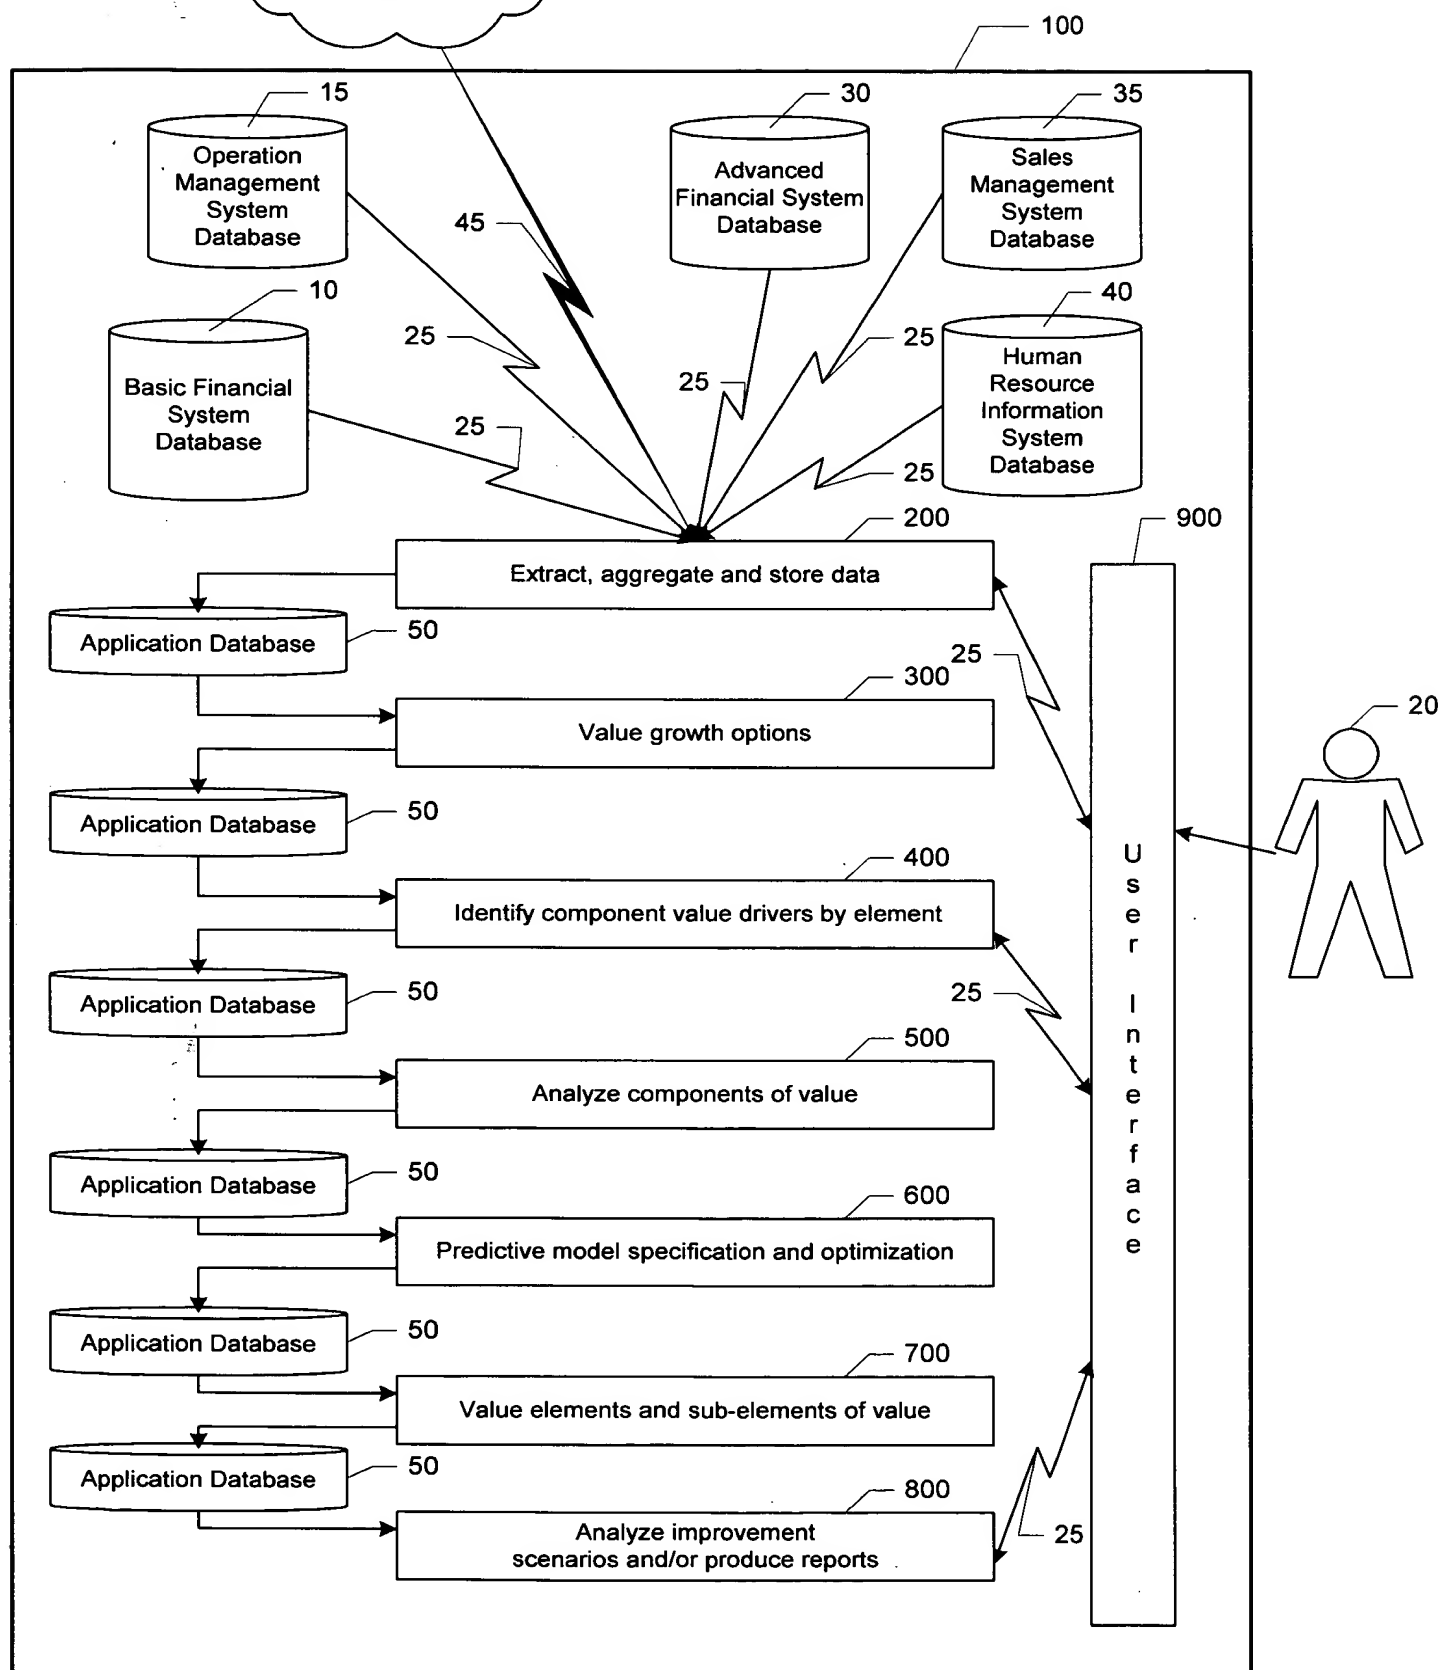 100
15
30
35
Operation
Management
System
Database
Advanced
Financial System
Database
Sales
Management
System
Database
45
10
40
25
25
Basic Financial
System
Database
Human
Resource
Information
System
Database
25
25
25
200
900
Extract, aggregate and store data
Application Database
50
25
300
Value growth options
20
Application Database
50
400
Identify component value drivers by element
User Interface
Application Database
50
25
500
Analyze components of value
Application Database
50
600
Predictive model specification and optimization
Application Database
50
700
Value elements and sub-elements of value
Application Database
50
800
Analyze improvement
scenarios and/or produce reports
25